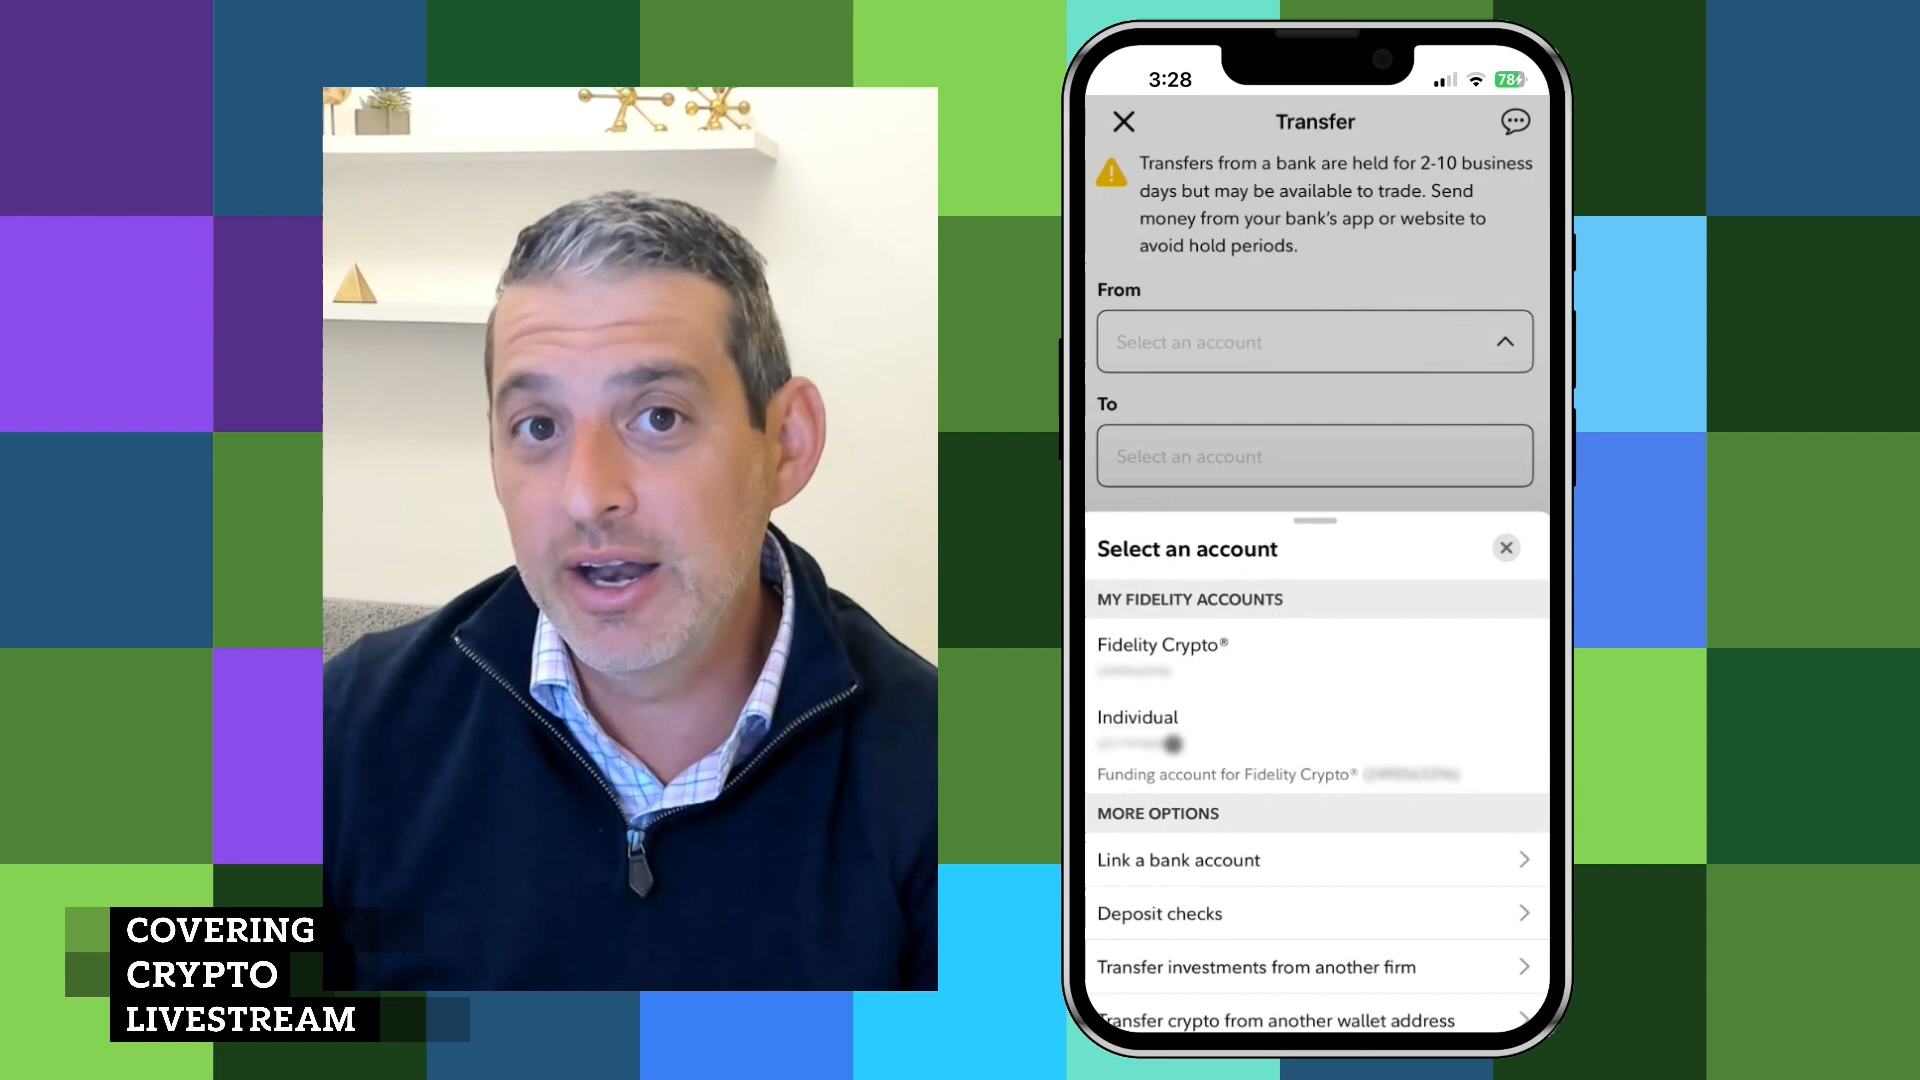 3:28
78
Transfer
Transfers from a bank are held for 2-10 business
days but may be available to trade. Send
money from your bank's app or website to
avoid hold periods.
From
Select an account
To
Select an account
Select an account
MY FIDELITY ACCOUNTS
Fidelity Crypto®
Individual
Funding account for Fidelity Crypto®
MORE OPTIONS
Link a bank account
Deposit checks
Transfer investments from another firm
Transfer crypto from another wallet address
COVERING
CRYPTO
LIVESTREAM